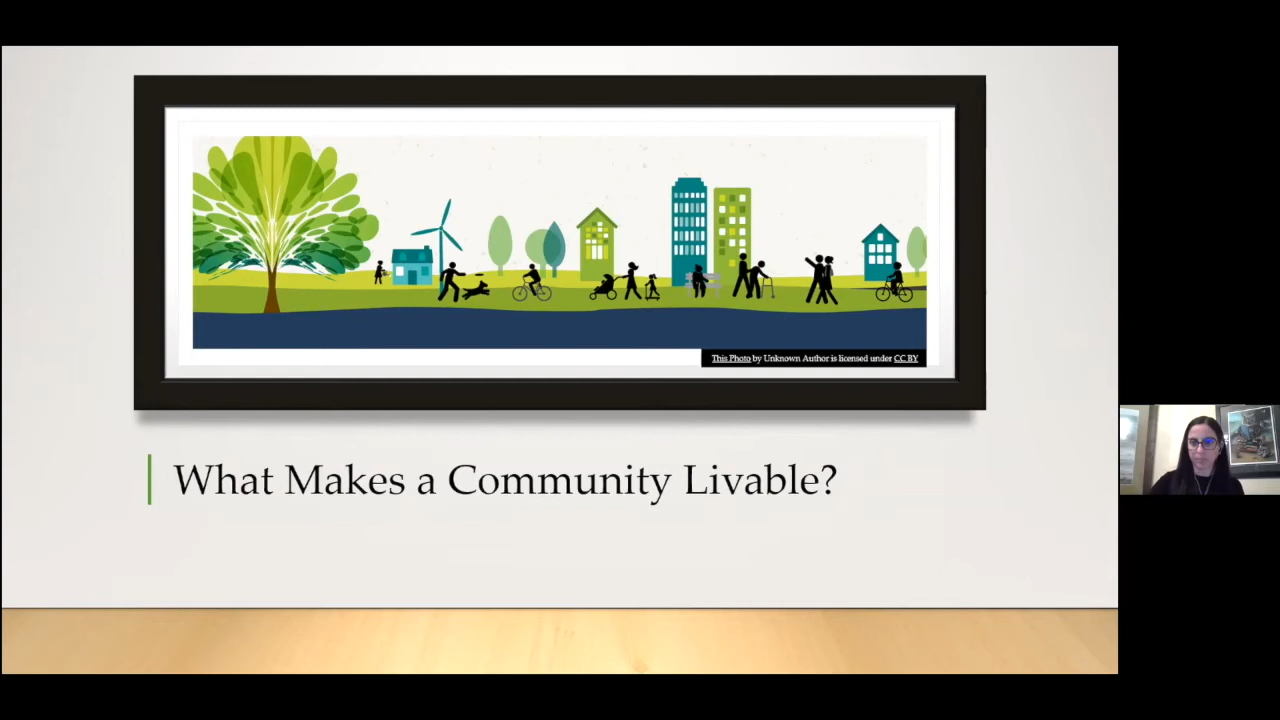 This Photo by Unknown Author is licensed under CC BY
What Makes a Community Livable?